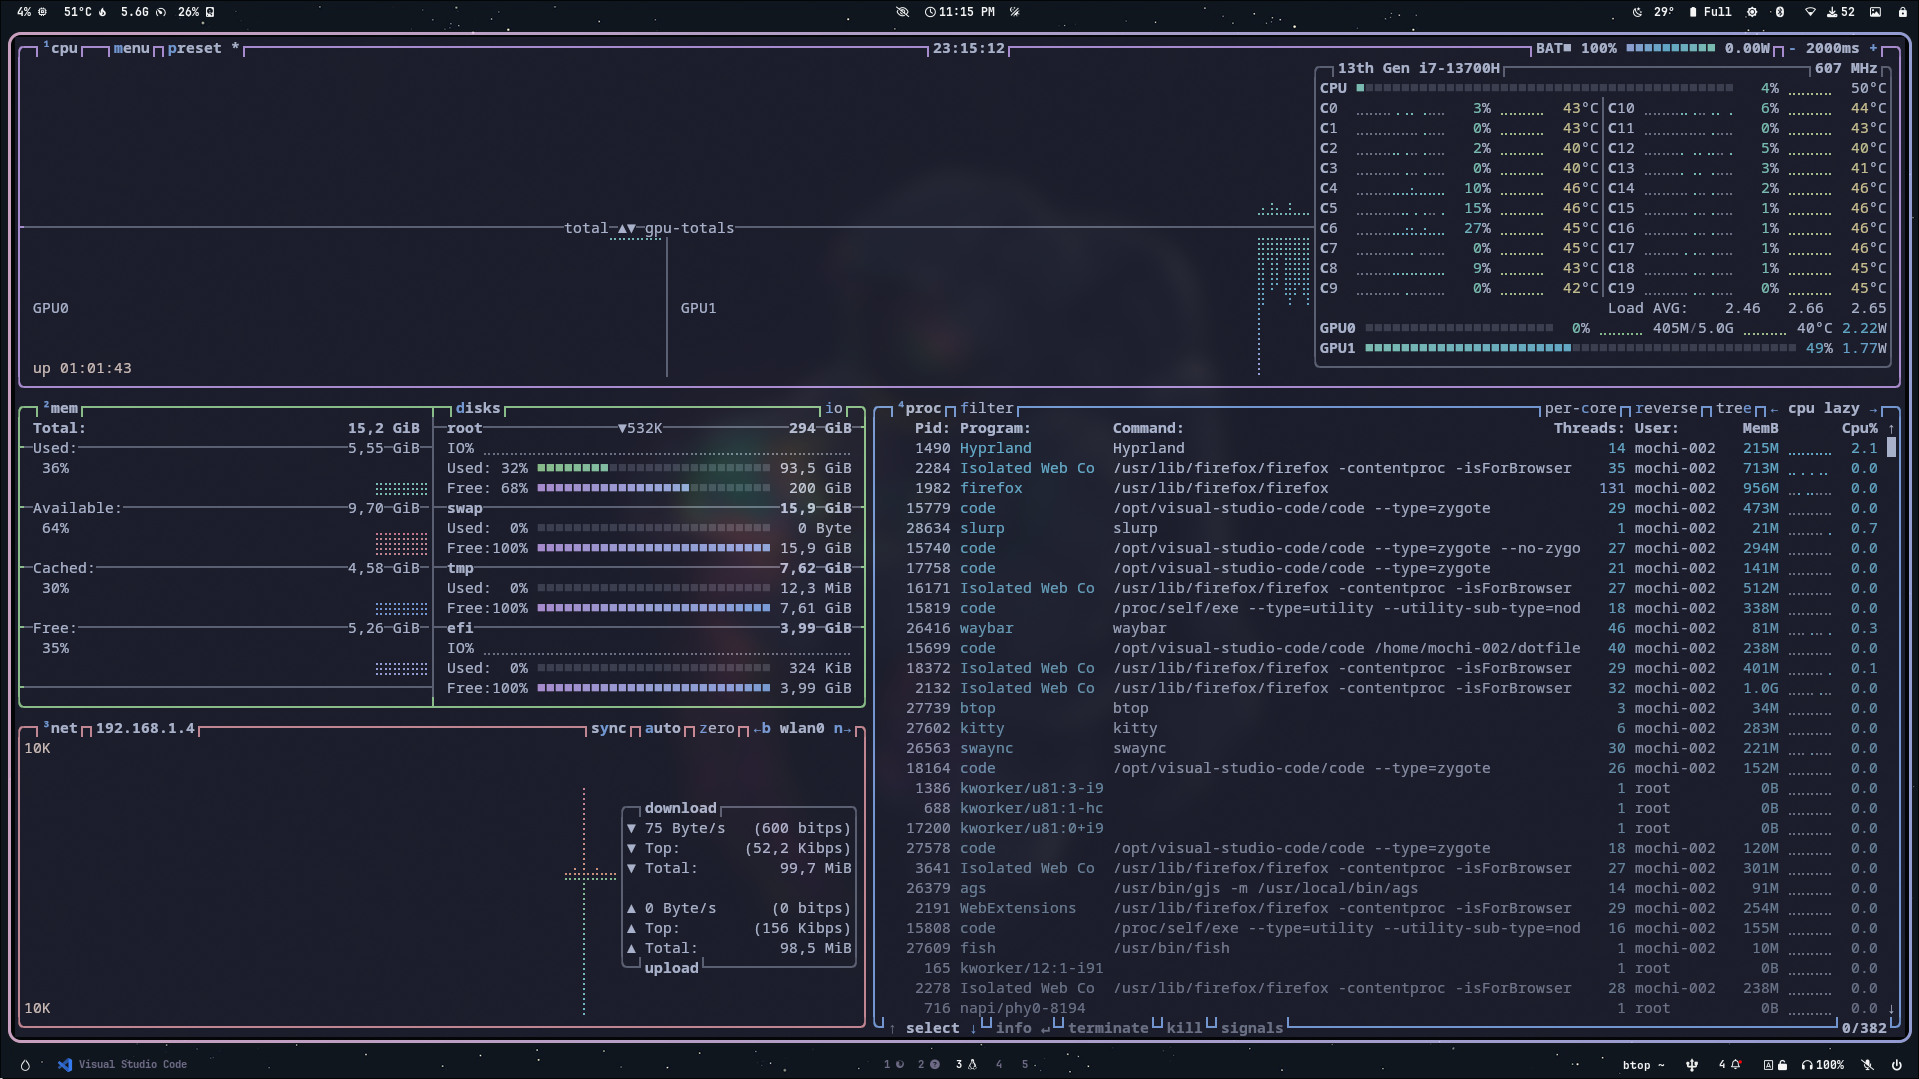 4% 51°C 5.6G 26% 11:15 PM 29° Full 52
¹cpu menu preset * 23:15:12 BAT■ 100% 0.00W - 2000ms +
13th Gen i7-13700H 607 MHz
CPU 4% 50°C
C0 3% 43°C C10 6% 44°C
C1 0% 43°C C11 0% 43°C
C2 2% 40°C C12 5% 40°C
C3 0% 40°C C13 3% 41°C
C4 10% 46°C C14 2% 46°C
C5 15% 46°C C15 1% 46°C
total ▲▼ gpu-totals C6 27% 45°C C16 1% 46°C
C7 0% 45°C C17 1% 46°C
C8 9% 43°C C18 1% 45°C
C9 0% 42°C C19 0% 45°C
GPU0 GPU1 Load AVG: 2.46 2.66 2.65
GPU0 0% 405M/5.0G 40°C 2.22W
GPU1 49% 1.77W
up 01:01:43
²mem disks io
Total: 15,2 GiB
Used: 5,55 GiB
36%
Available: 9,70 GiB
64%
Cached: 4,58 GiB
30%
Free: 5,26 GiB
35%
root ▼532K 294 GiB
IO%
Used: 32% 93,5 GiB
Free: 68% 200 GiB
swap 15,9 GiB
Used: 0% 0 Byte
Free:100% 15,9 GiB
tmp 7,62 GiB
Used: 0% 12,3 MiB
Free:100% 7,61 GiB
efi 3,99 GiB
IO%
Used: 0% 324 KiB
Free:100% 3,99 GiB
³net 192.168.1.4 sync auto zero ←b wlan0 n→
10K
download
▼ 75 Byte/s (600 bitps)
▼ Top: (52,2 Kibps)
▼ Total: 99,7 MiB
▲ 0 Byte/s (0 bitps)
▲ Top: (156 Kibps)
▲ Total: 98,5 MiB
upload
10K
⁴proc filter per-core reverse tree ← cpu lazy →
Pid: Program: Command: Threads: User: MemB Cpu% ↑
1490 Hyprland Hyprland 14 mochi-002 215M 2.1
2284 Isolated Web Co /usr/lib/firefox/firefox -contentproc -isForBrowser 35 mochi-002 713M 0.0
1982 firefox /usr/lib/firefox/firefox 131 mochi-002 956M 0.0
15779 code /opt/visual-studio-code/code --type=zygote 29 mochi-002 473M 0.0
28634 slurp slurp 1 mochi-002 21M 0.7
15740 code /opt/visual-studio-code/code --type=zygote --no-zygo 27 mochi-002 294M 0.0
17758 code /opt/visual-studio-code/code --type=zygote 21 mochi-002 141M 0.0
16171 Isolated Web Co /usr/lib/firefox/firefox -contentproc -isForBrowser 27 mochi-002 512M 0.0
15819 code /proc/self/exe --type=utility --utility-sub-type=nod 18 mochi-002 338M 0.0
26416 waybar waybar 46 mochi-002 81M 0.3
15699 code /opt/visual-studio-code/code /home/mochi-002/dotfile 40 mochi-002 238M 0.0
18372 Isolated Web Co /usr/lib/firefox/firefox -contentproc -isForBrowser 29 mochi-002 401M 0.1
2132 Isolated Web Co /usr/lib/firefox/firefox -contentproc -isForBrowser 32 mochi-002 1.0G 0.0
27739 btop btop 3 mochi-002 34M 0.0
27602 kitty kitty 6 mochi-002 283M 0.0
26563 swaync swaync 30 mochi-002 221M 0.0
18164 code /opt/visual-studio-code/code --type=zygote 26 mochi-002 152M 0.0
1386 kworker/u81:3-i9 1 root 0B 0.0
688 kworker/u81:1-hc 1 root 0B 0.0
17200 kworker/u81:0+i9 1 root 0B 0.0
27578 code /opt/visual-studio-code/code --type=zygote 18 mochi-002 120M 0.0
3641 Isolated Web Co /usr/lib/firefox/firefox -contentproc -isForBrowser 27 mochi-002 301M 0.0
26379 ags /usr/bin/gjs -m /usr/local/bin/ags 14 mochi-002 91M 0.0
2191 WebExtensions /usr/lib/firefox/firefox -contentproc -isForBrowser 29 mochi-002 254M 0.0
15808 code /proc/self/exe --type=utility --utility-sub-type=nod 16 mochi-002 155M 0.0
27609 fish /usr/bin/fish 1 mochi-002 10M 0.0
165 kworker/12:1-i91 1 root 0B 0.0
2278 Isolated Web Co /usr/lib/firefox/firefox -contentproc -isForBrowser 28 mochi-002 238M 0.0
716 napi/phy0-8194 1 root 0B 0.0 ↓
↑ select ↓ info ↵ terminate kill signals 0/382
Visual Studio Code 1 2 3 4 5 btop ~ 4 100%